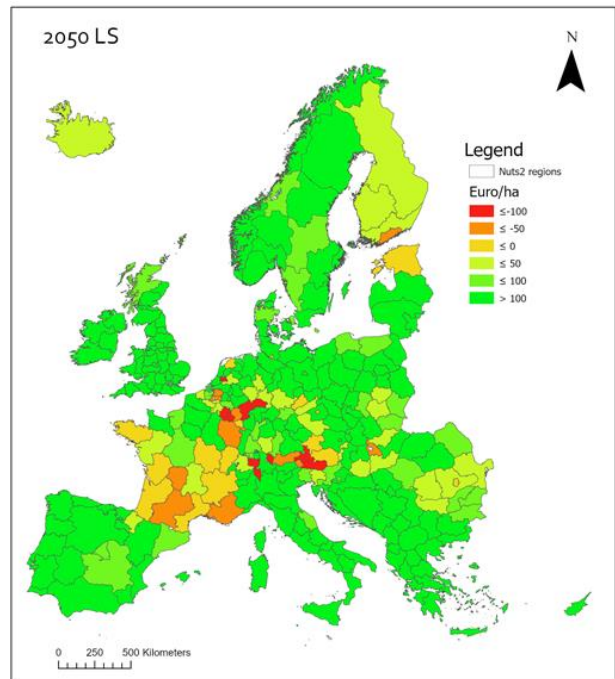 2050 LS
N
Legend
Nuts2 regions
Euro/ha
≤-100
≤ -50
≤ 0
≤ 50
≤ 100
> 100
0 250 500 Kilometers